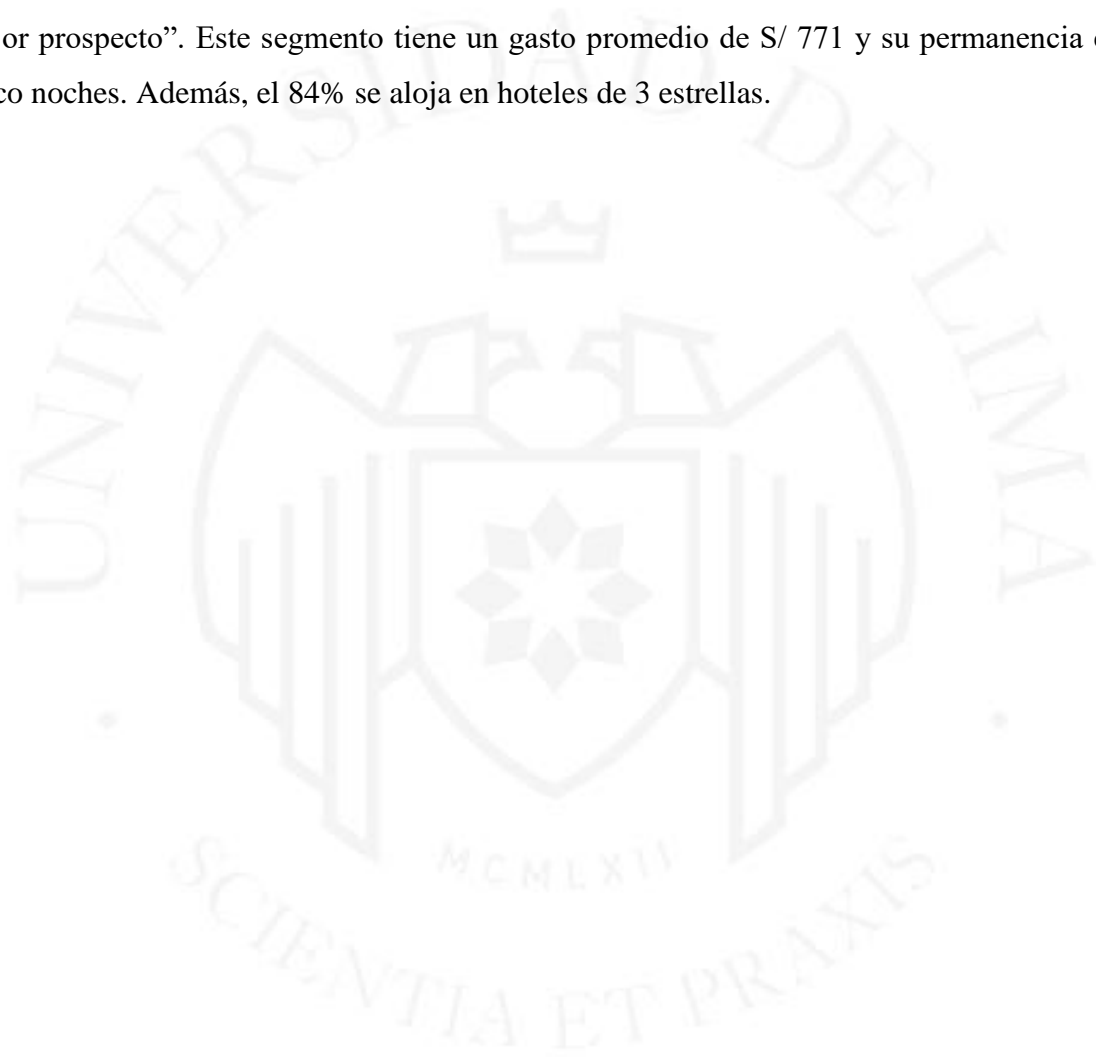 or prospecto”. Este segmento tiene un gasto promedio de S/ 771 y su permanencia
co noches. Además, el 84% se aloja en hoteles de 3 estrellas.
UNIVERSIDAD DE LIMA
MCMLXII
SCIENTIA ET PRAXIS